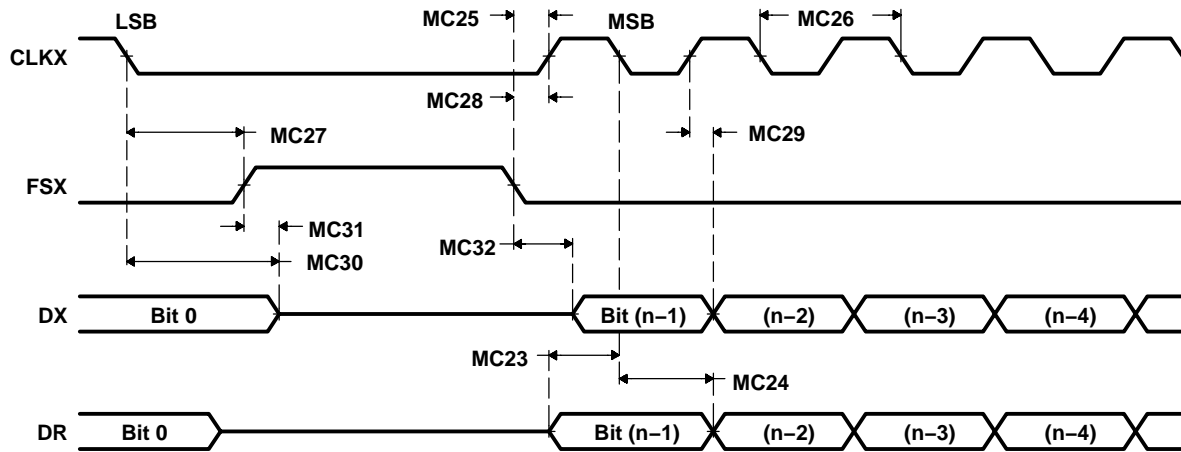 LSB
MC25
MSB
MC26
CLKX
MC28
MC27
MC29
FSX
MC31
MC32
MC30
DX
Bit 0
Bit (n−1)
(n−2)
(n−3)
(n−4)
MC23
MC24
DR
Bit 0
Bit (n−1)
(n−2)
(n−3)
(n−4)